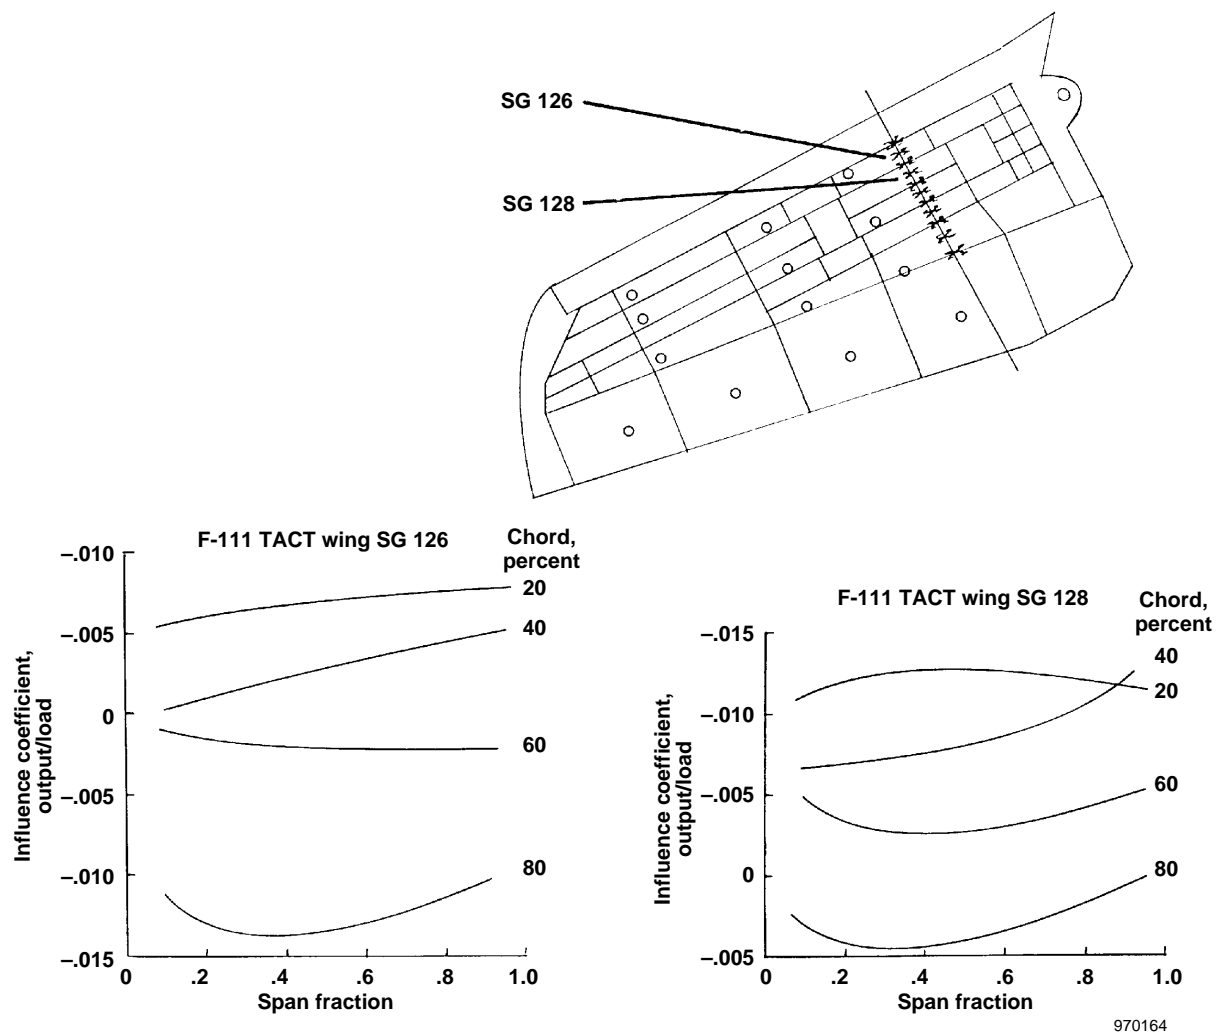 SG 126
SG 128
F-111 TACT wing SG 126
Chord,
percent
–.010
–.005
0
–.005
–.010
–.015
20
40
60
80
Influence coefficient,
output/load
0
.2
.4
.6
.8
1.0
Span fraction
F-111 TACT wing SG 128
Chord,
percent
–.015
–.010
–.005
0
–.005
40
20
60
80
Influence coefficient,
output/load
0
.2
.4
.6
.8
1.0
Span fraction
970164